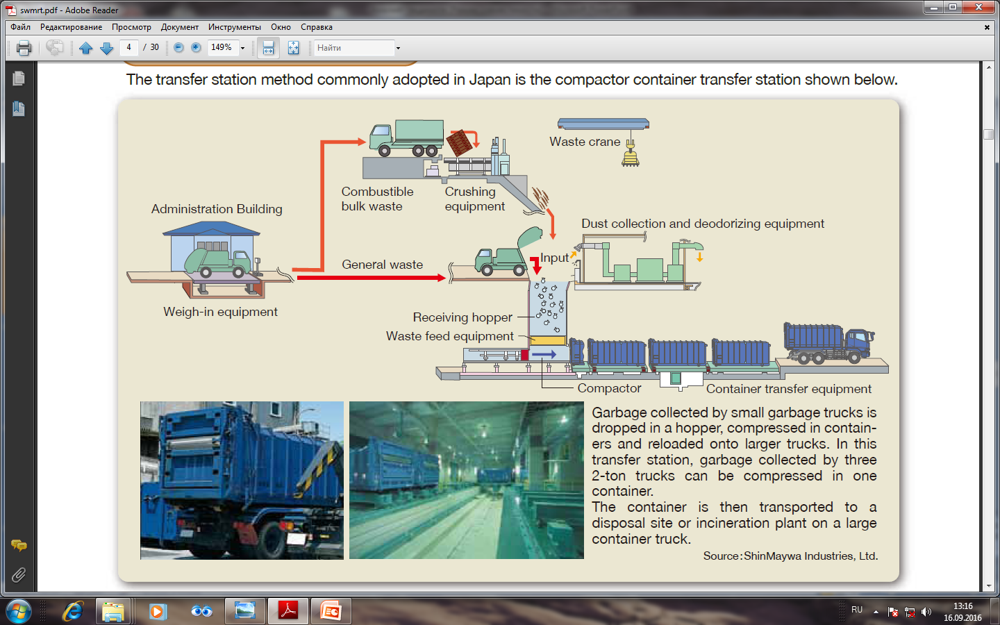 swmrt.pdf - Adobe Reader
Файл Редактирование Просмотр Документ Инструменты Окно Справка
4 / 30 149% Найти
The transfer station method commonly adopted in Japan is the compactor container transfer station shown below.
Waste crane
Combustible
bulk waste
Crushing
equipment
Administration Building
Dust collection and deodorizing equipment
General waste
Input
Weigh-in equipment
Receiving hopper
Waste feed equipment
Compactor
Container transfer equipment
Garbage collected by small garbage trucks is
dropped in a hopper, compressed in contain-
ers and reloaded onto larger trucks. In this
transfer station, garbage collected by three
2-ton trucks can be compressed in one
container.
The container is then transported to a
disposal site or incineration plant on a large
container truck.
Source:ShinMaywa Industries, Ltd.
RU
13:16
16.09.2016